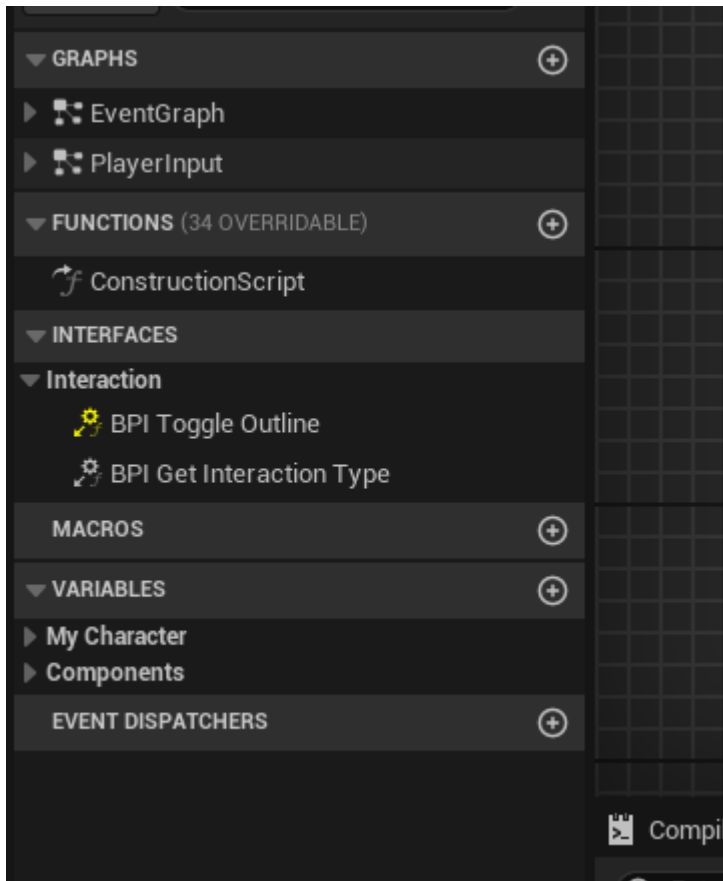 GRAPHS
EventGraph
PlayerInput
FUNCTIONS (34 OVERRIDABLE)
ConstructionScript
INTERFACES
Interaction
BPI Toggle Outline
BPI Get Interaction Type
MACROS
VARIABLES
My Character
Components
EVENT DISPATCHERS
Compi